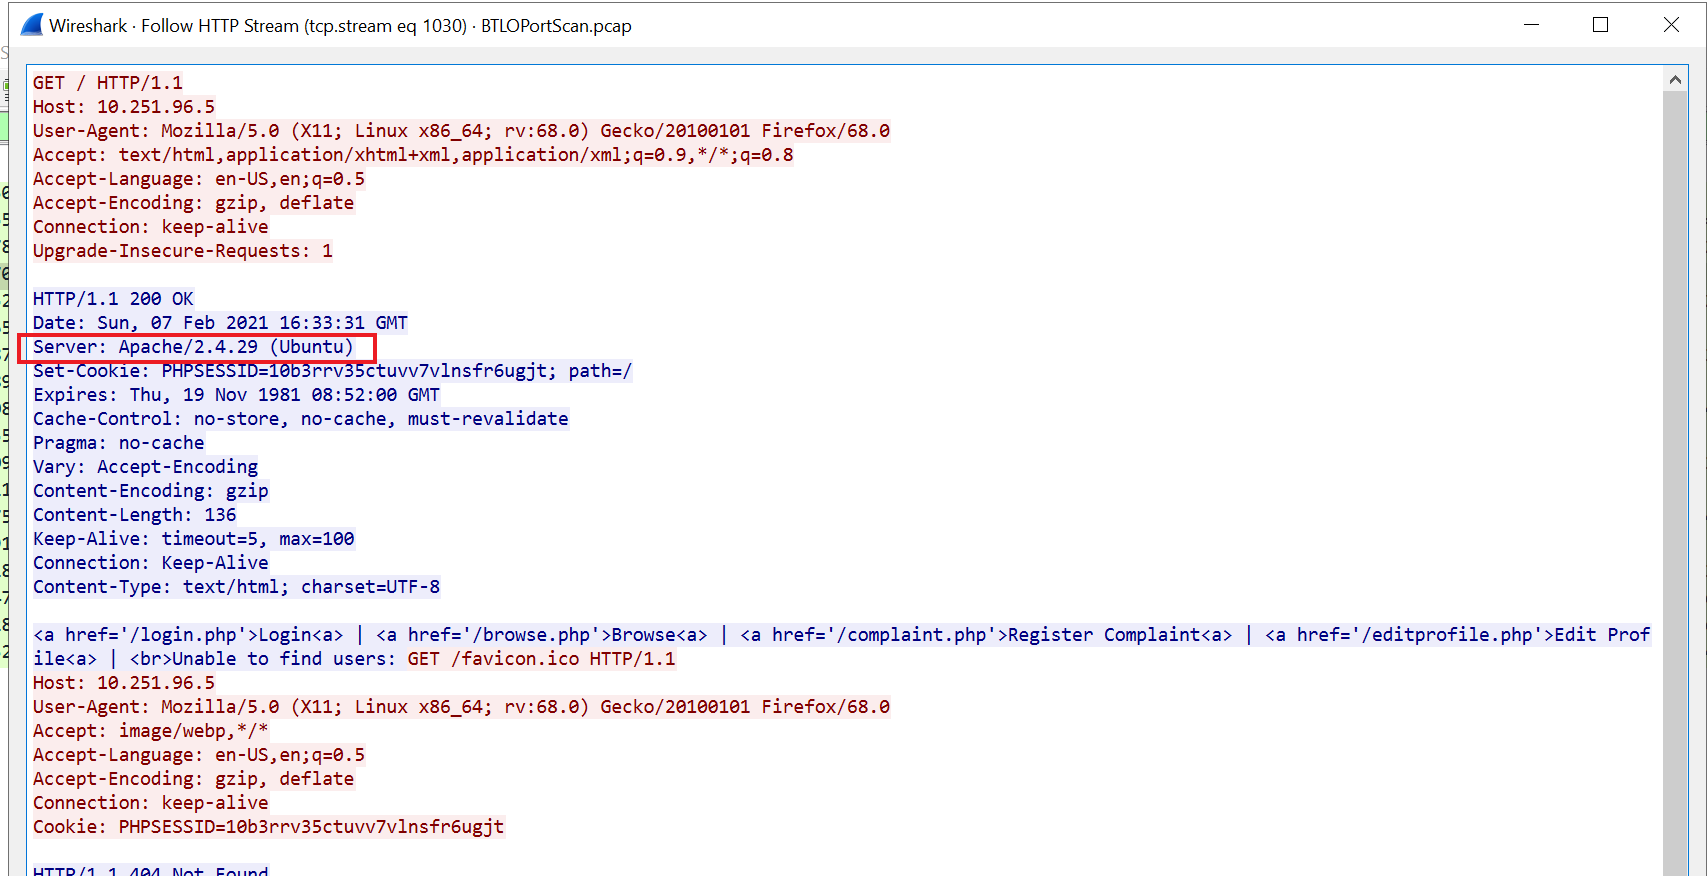 Wireshark · Follow HTTP Stream (tcp.stream eq 1030) · BTLOPortScan.pcap
GET / HTTP/1.1
Host: 10.251.96.5
User-Agent: Mozilla/5.0 (X11; Linux x86_64; rv:68.0) Gecko/20100101 Firefox/68.0
Accept: text/html,application/xhtml+xml,application/xml;q=0.9,*/*;q=0.8
Accept-Language: en-US,en;q=0.5
Accept-Encoding: gzip, deflate
Connection: keep-alive
Upgrade-Insecure-Requests: 1
HTTP/1.1 200 OK
Date: Sun, 07 Feb 2021 16:33:31 GMT
Server: Apache/2.4.29 (Ubuntu)
Set-Cookie: PHPSESSID=10b3rrv35ctuvv7vlnsfr6ugjt; path=/
Expires: Thu, 19 Nov 1981 08:52:00 GMT
Cache-Control: no-store, no-cache, must-revalidate
Pragma: no-cache
Vary: Accept-Encoding
Content-Encoding: gzip
Content-Length: 136
Keep-Alive: timeout=5, max=100
Connection: Keep-Alive
Content-Type: text/html; charset=UTF-8
<a href='/login.php'>Login<a> | <a href='/browse.php'>Browse<a> | <a href='/complaint.php'>Register Complaint<a> | <a href='/editprofile.php'>Edit Prof
ile<a> | <br>Unable to find users: GET /favicon.ico HTTP/1.1
Host: 10.251.96.5
User-Agent: Mozilla/5.0 (X11; Linux x86_64; rv:68.0) Gecko/20100101 Firefox/68.0
Accept: image/webp,*/*
Accept-Language: en-US,en;q=0.5
Accept-Encoding: gzip, deflate
Connection: keep-alive
Cookie: PHPSESSID=10b3rrv35ctuvv7vlnsfr6ugjt
HTTP/1.1 404 Not Found